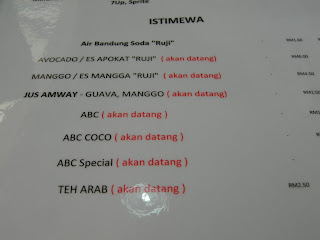 7Up, Sprite
ISTIMEWA
Air Bandung Soda "Ruji" RM1.60
AVOCADO / ES APOKAT "RUJI" ( akan datang )
MANGGO / ES MANGGA "RUJI" ( akan datang )
JUS AMWAY - GUAVA, MANGGO ( akan datang )
ABC ( akan datang ) -
ABC COCO ( akan datang ) -
ABC Special ( akan datang ) -
TEH ARAB ( akan datang ) RM2.50